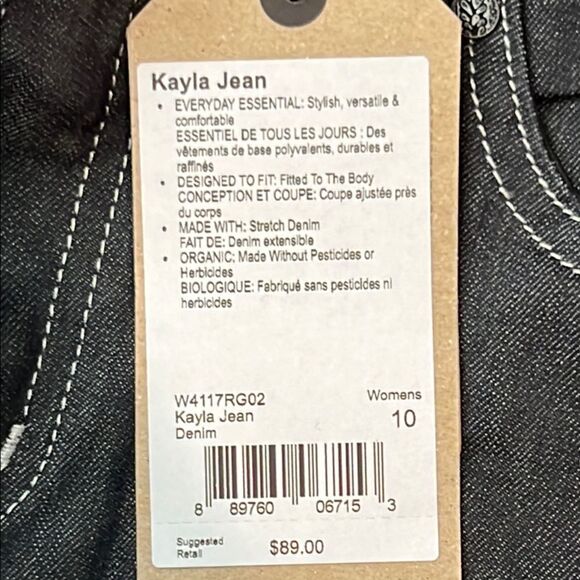 Kayla Jean
• EVERYDAY ESSENTIAL: Stylish, versatile &
comfortable
ESSENTIEL DE TOUS LES JOURS : Des
vêtements de base polyvalents, durables et
raffinés
• DESIGNED TO FIT: Fitted To The Body
CONCEPTION ET COUPE: Coupe ajustée près
du corps
• MADE WITH: Stretch Denim
FAIT DE: Denim extensible
• ORGANIC: Made Without Pesticides or
Herbicides
BIOLOGIQUE: Fabriqué sans pesticides ni
herbicides
W4117RG02
Kayla Jean
Denim
Womens
10
8 89760 06715 3
Suggested
Retail
$89.00